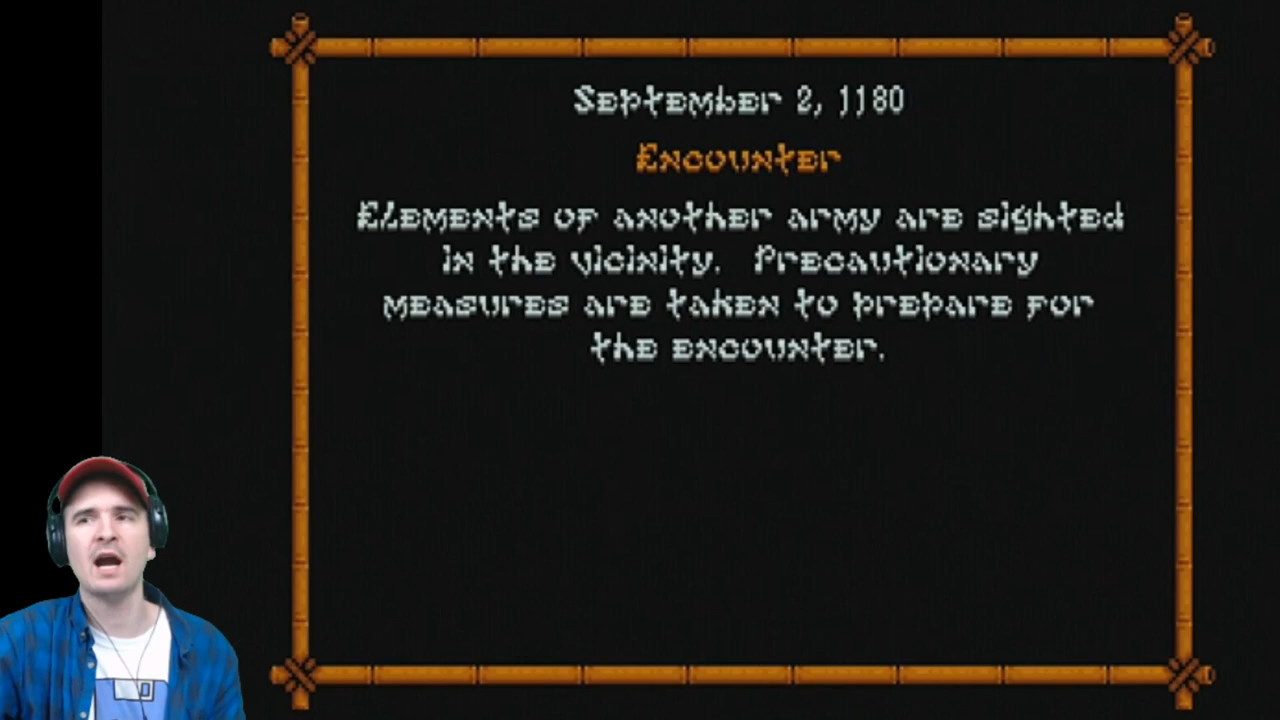 September 2, 1180
Encounter
Elements of another army are sighted
in the vicinity. Precautionary
measures are taken to prepare for
the encounter.